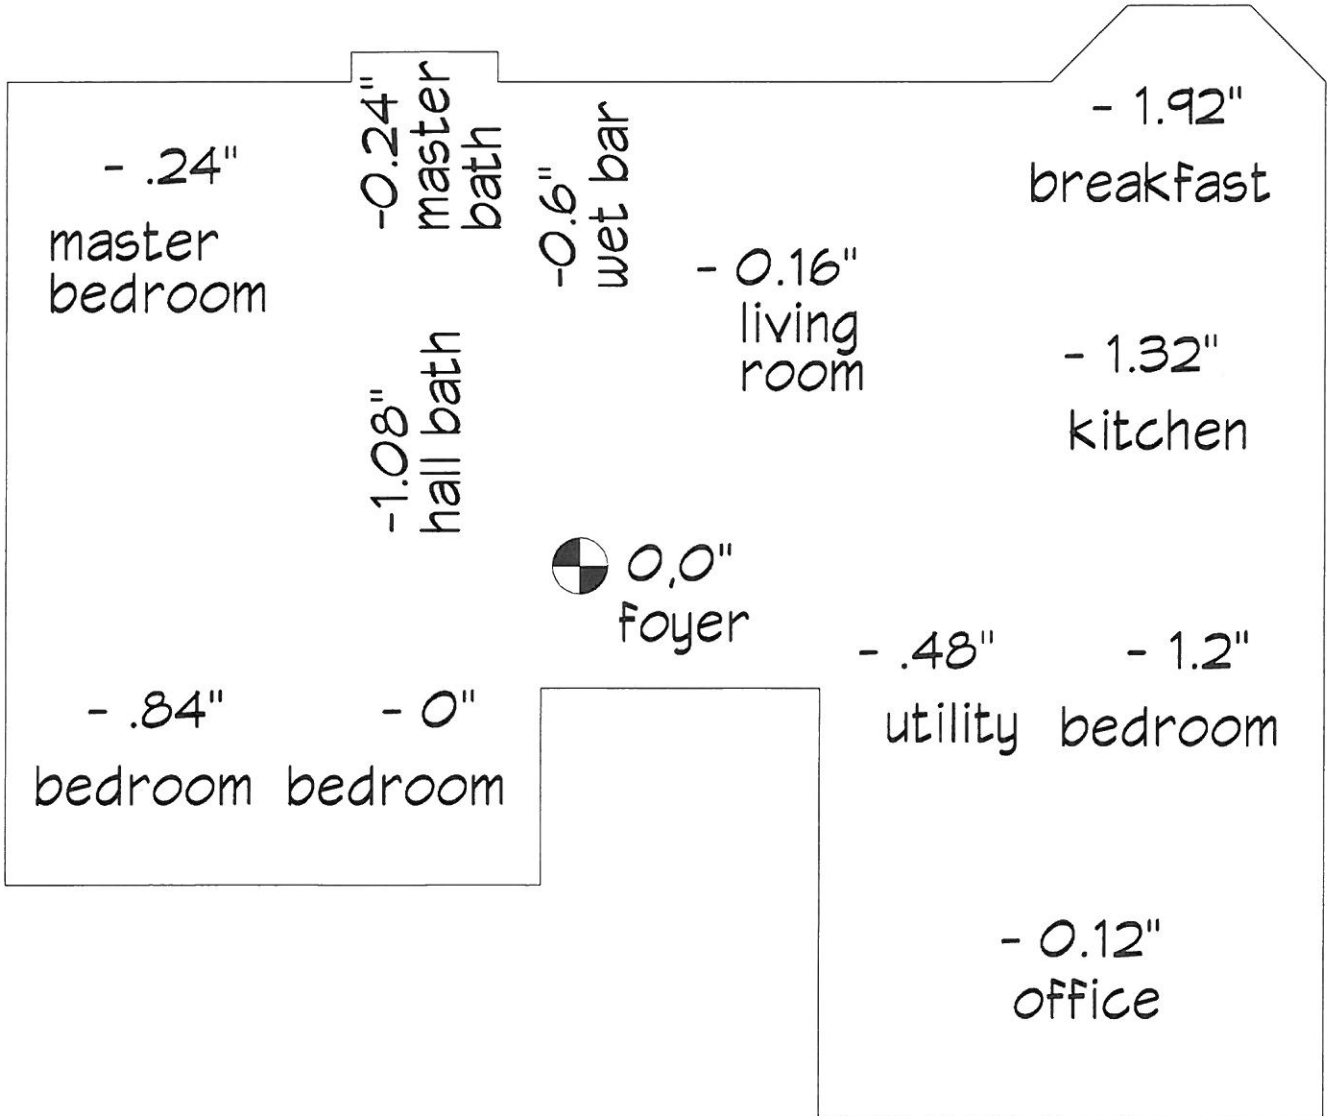 - 1.92"
breakfast
- .24"
master
bedroom
-0.24"
master
bath
-0.6"
wet bar
- 0.16"
living
room
- 1.32"
kitchen
-1.08"
hall bath
0,0"
foyer
- .48"
utility
- 1.2"
bedroom
- .84"
bedroom
- 0"
bedroom
- 0.12"
office